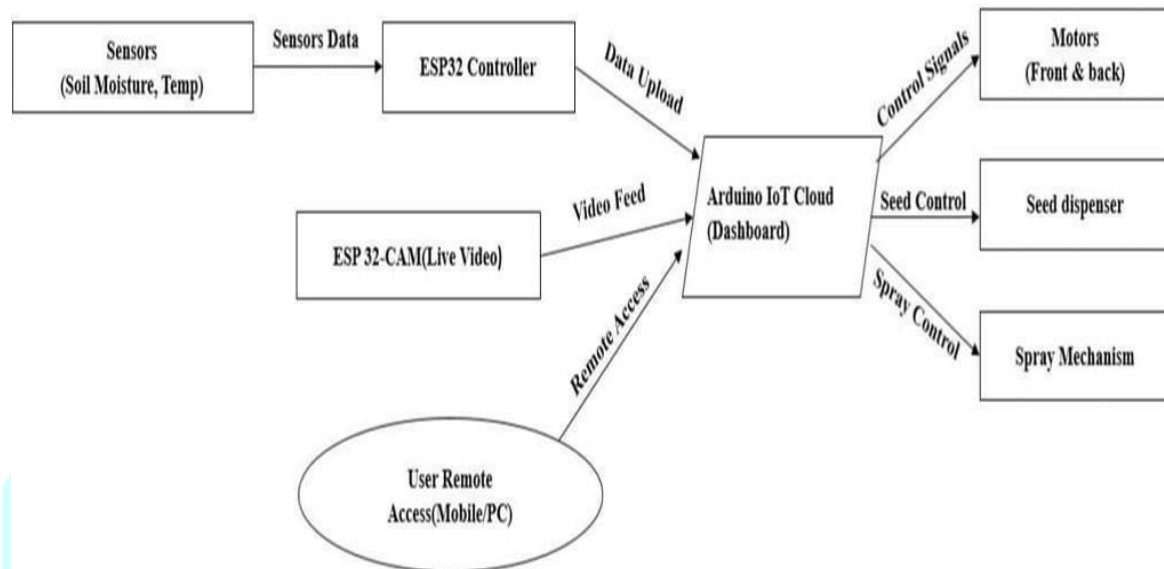 Sensors
(Soil Moisture, Temp)
Sensors Data
ESP32 Controller
Data Upload
Control Signals
Motors
(Front & back)
Arduino IoT Cloud
(Dashboard)
Seed Control
Seed dispenser
Video Feed
ESP 32-CAM(Live Video)
Spray Control
Spray Mechanism
Remote Access
User Remote
Access(Mobile/PC)